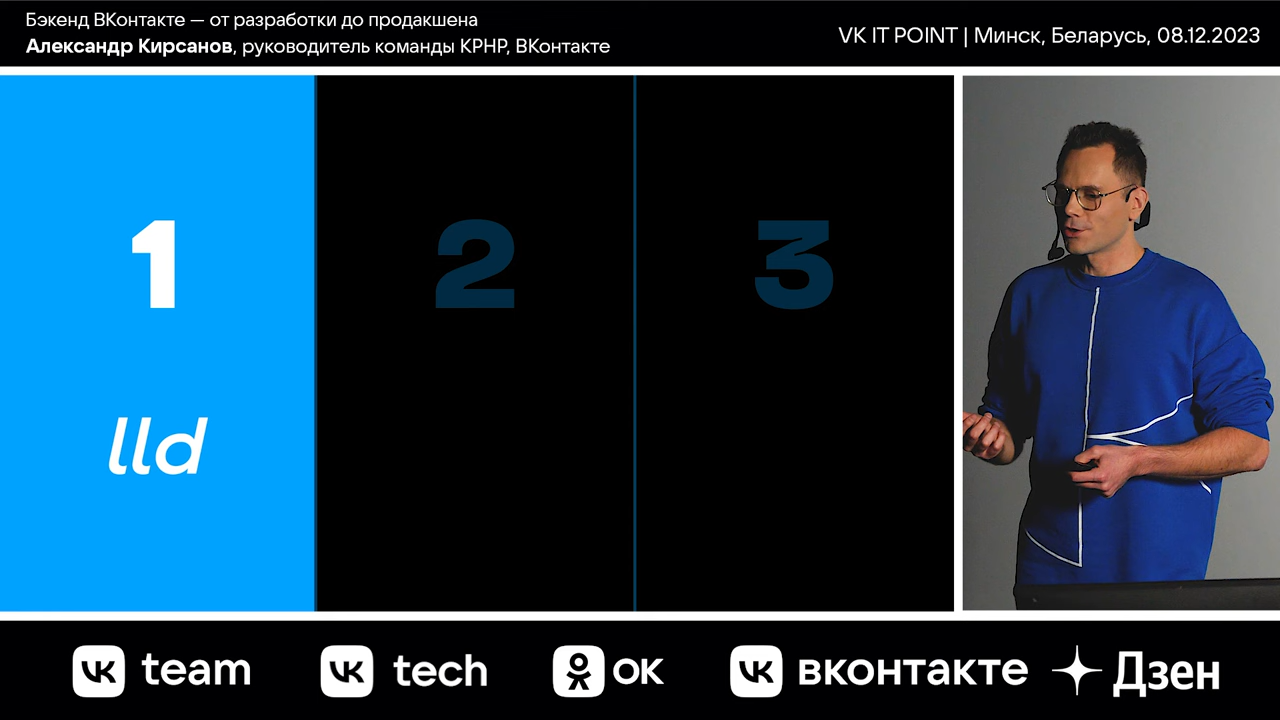 Бэкенд ВКонтакте — от разработки до продакшена
Александр Кирсанов, руководитель команды KPHP, ВКонтакте
VK IT POINT | Минск, Беларусь, 08.12.2023
1
2
3
lld
team
tech
ОК
вконтакте
Дзен